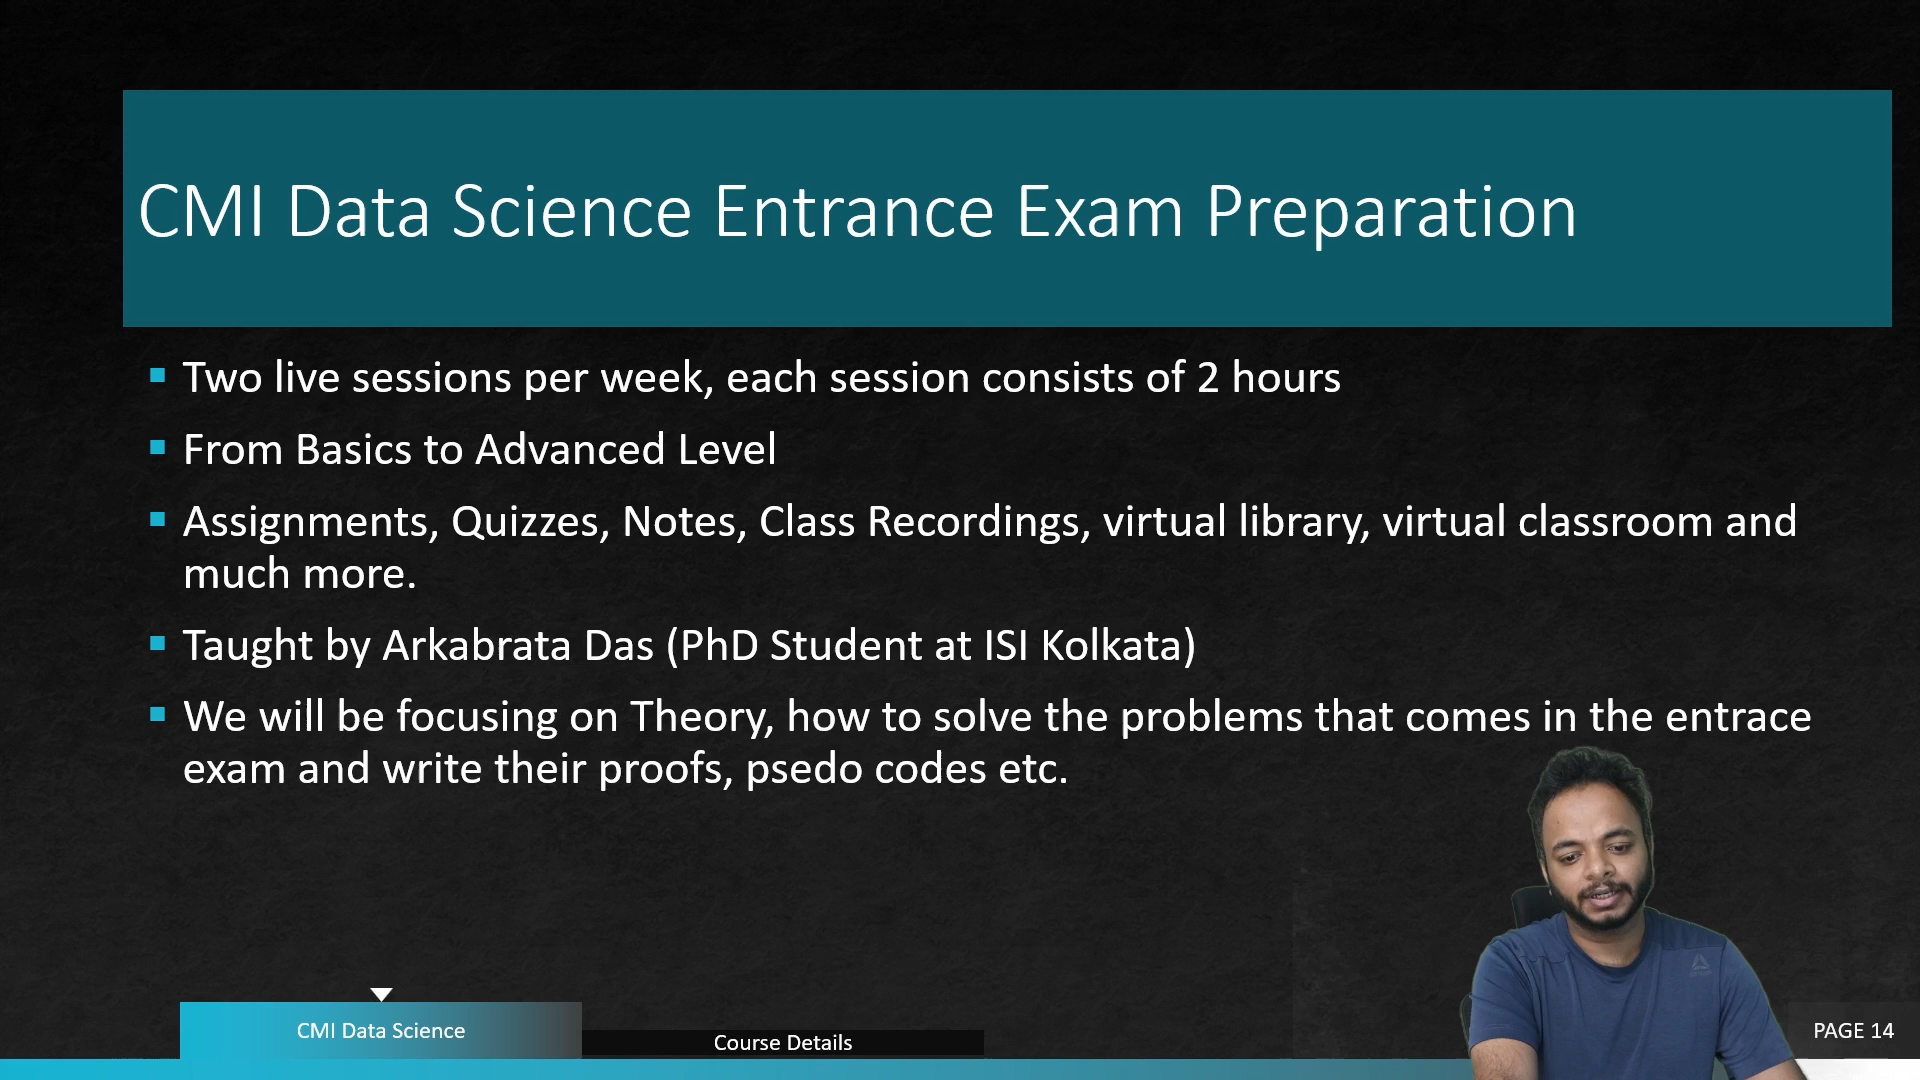 CMI Data Science Entrance Exam Preparation
Two live sessions per week, each session consists of 2 hours
From Basics to Advanced Level
Assignments, Quizzes, Notes, Class Recordings, virtual library, virtual classroom and
much more.
Taught by Arkabrata Das (PhD Student at ISI Kolkata)
We will be focusing on Theory, how to solve the problems that comes in the entrace
exam and write their proofs, psedo codes etc.
CMI Data Science
Course Details
PAGE 14